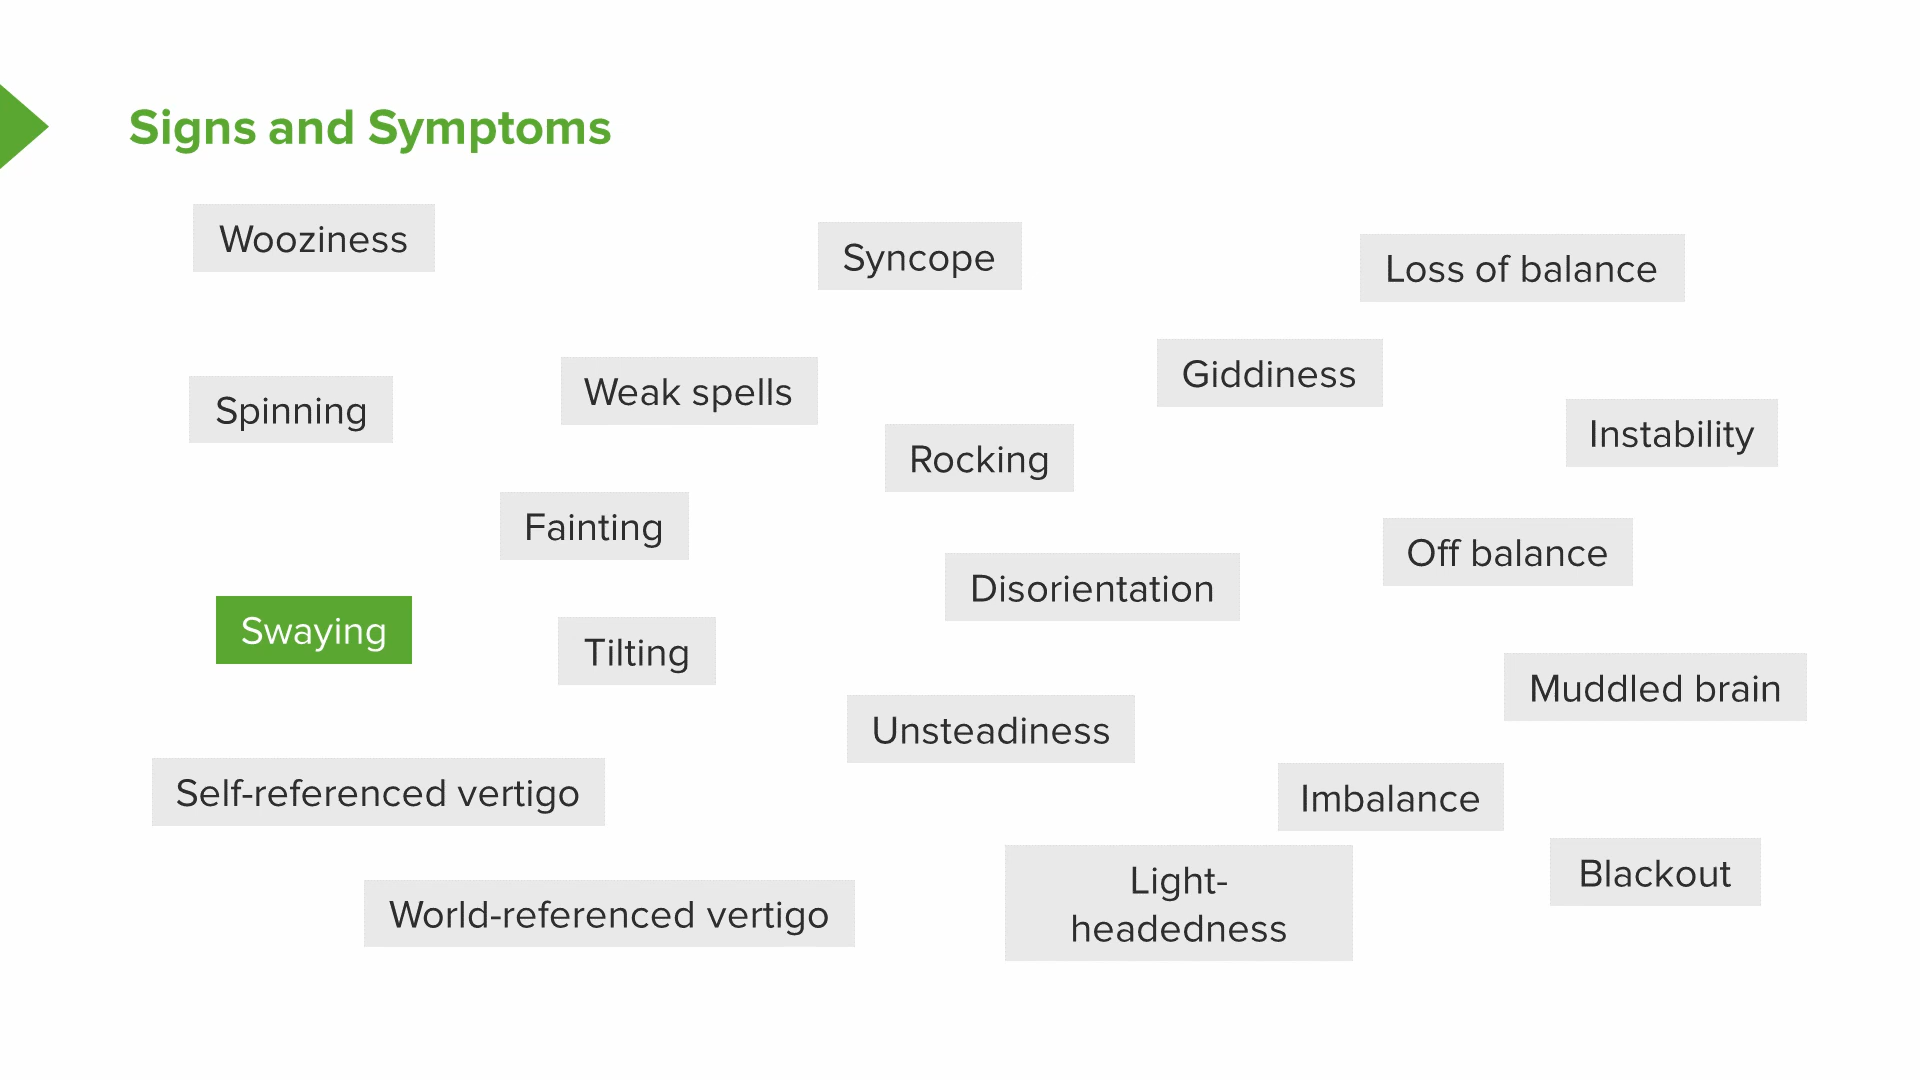 Signs and Symptoms
Wooziness
Syncope
Loss of balance
Giddiness
Weak spells
Spinning
Instability
Rocking
Fainting
Off balance
Disorientation
Swaying
Tilting
Muddled brain
Unsteadiness
Self-referenced vertigo
Imbalance
Light-
headedness
Blackout
World-referenced vertigo